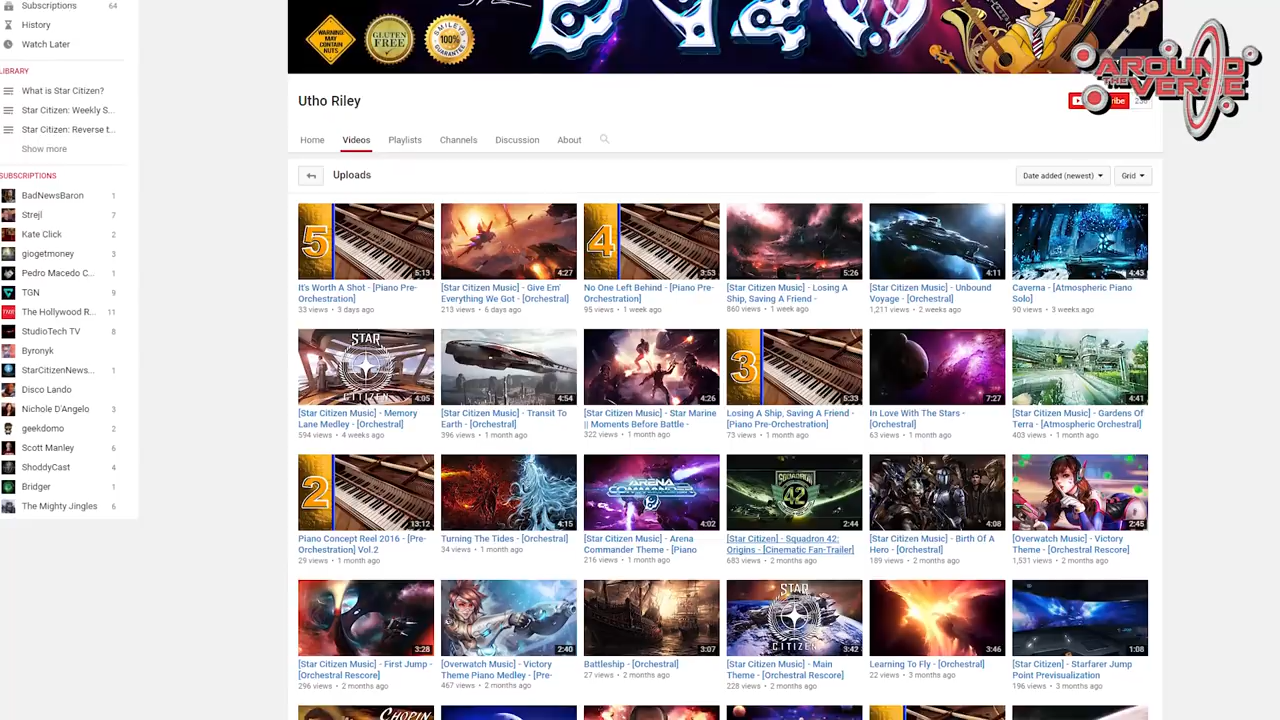 Subscriptions 64
History
Watch Later
LIBRARY
What is Star Citizen?
Star Citizen: Weekly S...
Star Citizen: Reverse t...
Show more
SUBSCRIPTIONS
BadNewsBaron 1
Strejl 7
Kate Click 2
giogetmoney 3
Pedro Macedo C... 1
TGN 9
The Hollywood R... 11
StudioTech TV 8
Byronyk
StarCitizenNews... 1
Disco Lando
Nichole D'Angelo 3
geekdomo 2
Scott Manley 6
ShoddyCast 4
Bridger 1
The Mighty Jingles 6
WARNING MAY CONTAIN NUTS
GLUTEN FREE
SMILEYS 100% GUARANTEE
AROUND THE VERSE
Utho Riley
Home Videos Playlists Channels Discussion About
Uploads
Date added (newest) Grid
5 5:13
4:27
4 3:53
5:26
4:11
4:43
It's Worth A Shot - [Piano Pre-
Orchestration]
33 views • 3 days ago
[Star Citizen Music] - Give Em'
Everything We Got - [Orchestral]
213 views • 6 days ago
No One Left Behind - [Piano Pre-
Orchestration]
95 views • 1 week ago
[Star Citizen Music] - Losing A
Ship, Saving A Friend -
860 views • 1 week ago
[Star Citizen Music] - Unbound
Voyage - [Orchestral]
1,211 views • 2 weeks ago
Caverna - [Atmospheric Piano
Solo]
90 views • 3 weeks ago
STAR CITIZEN 4:05
4:54
4:26
3 5:33
7:27
4:41
[Star Citizen Music] - Memory
Lane Medley - [Orchestral]
594 views • 4 weeks ago
[Star Citizen Music] - Transit To
Earth - [Orchestral]
396 views • 1 month ago
[Star Citizen Music] - Star Marine
|| Moments Before Battle -
322 views • 1 month ago
Losing A Ship, Saving A Friend -
[Piano Pre-Orchestration]
73 views • 1 month ago
In Love With The Stars -
[Orchestral]
63 views • 1 month ago
[Star Citizen Music] - Gardens Of
Terra - [Atmospheric Orchestral]
403 views • 1 month ago
2 13:12
4:15
ARENA COMMANDER 4:02
SQUADRON 42 2:44
4:08
2:45
Piano Concept Reel 2016 - [Pre-
Orchestration] Vol.2
29 views • 1 month ago
Turning The Tides - [Orchestral]
34 views • 1 month ago
[Star Citizen Music] - Arena
Commander Theme - [Piano
216 views • 1 month ago
[Star Citizen] - Squadron 42:
Origins - [Cinematic Fan-Trailer]
683 views • 2 months ago
[Star Citizen Music] - Birth Of A
Hero - [Orchestral]
189 views • 2 months ago
[Overwatch Music] - Victory
Theme - [Orchestral Rescore]
1,531 views • 2 months ago
3:28
2:40
3:07
STAR CITIZEN 3:42
3:46
1:08
[Star Citizen Music] - First Jump -
[Orchestral Rescore]
296 views • 2 months ago
[Overwatch Music] - Victory
Theme Piano Medley - [Pre-
467 views • 2 months ago
Battleship - [Orchestral]
27 views • 2 months ago
[Star Citizen Music] - Main
Theme - [Orchestral Rescore]
228 views • 2 months ago
Learning To Fly - [Orchestral]
22 views • 3 months ago
[Star Citizen] - Starfarer Jump
Point Previsualization
196 views • 3 months ago
CHOPIN